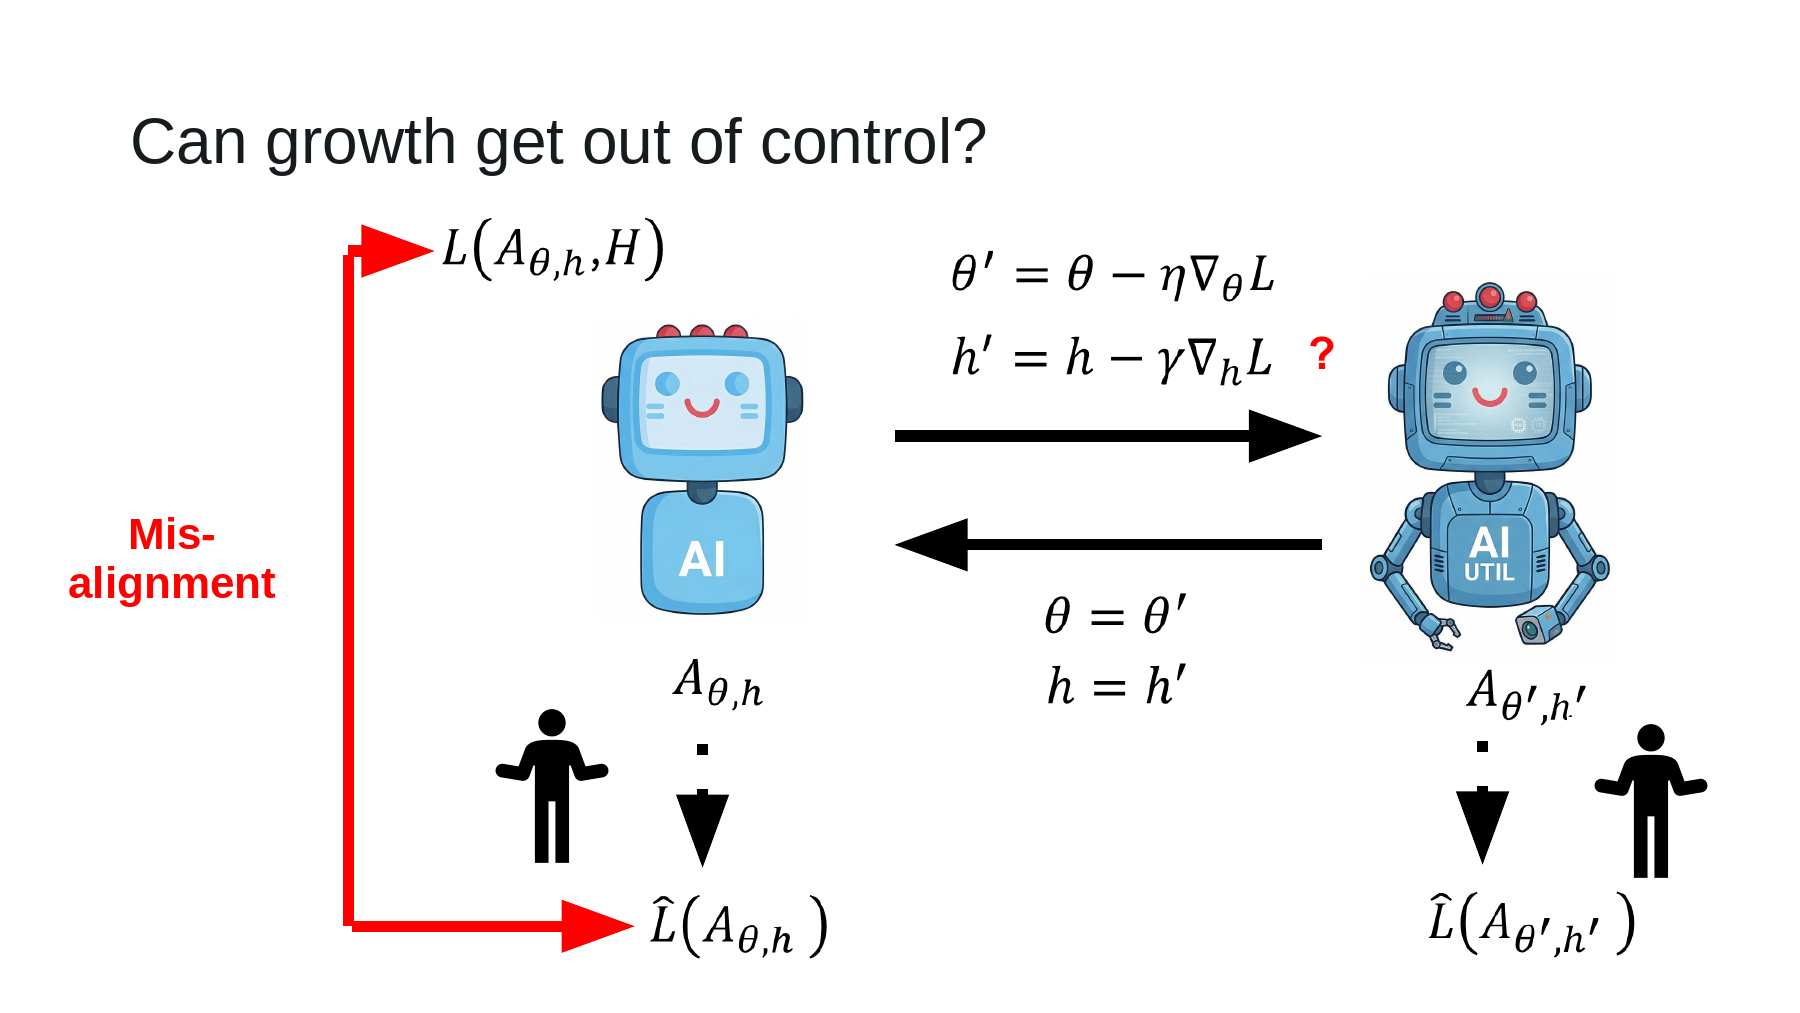 Can growth get out of control?
L(A_{θ,h},H)
θ′ = θ − η∇_θL
h′ = h − γ∇_hL ?
Mis-
alignment
AI
AI
UTIL
θ = θ′
h = h′
A_{θ,h}
A_{θ′,h′}
L̂(A_{θ,h} )
L̂(A_{θ′,h′} )